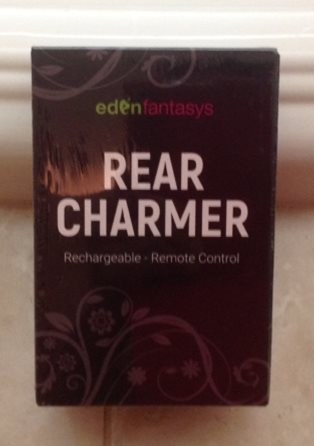 edenfantasys
REAR
CHARMER
Rechargeable · Remote Control